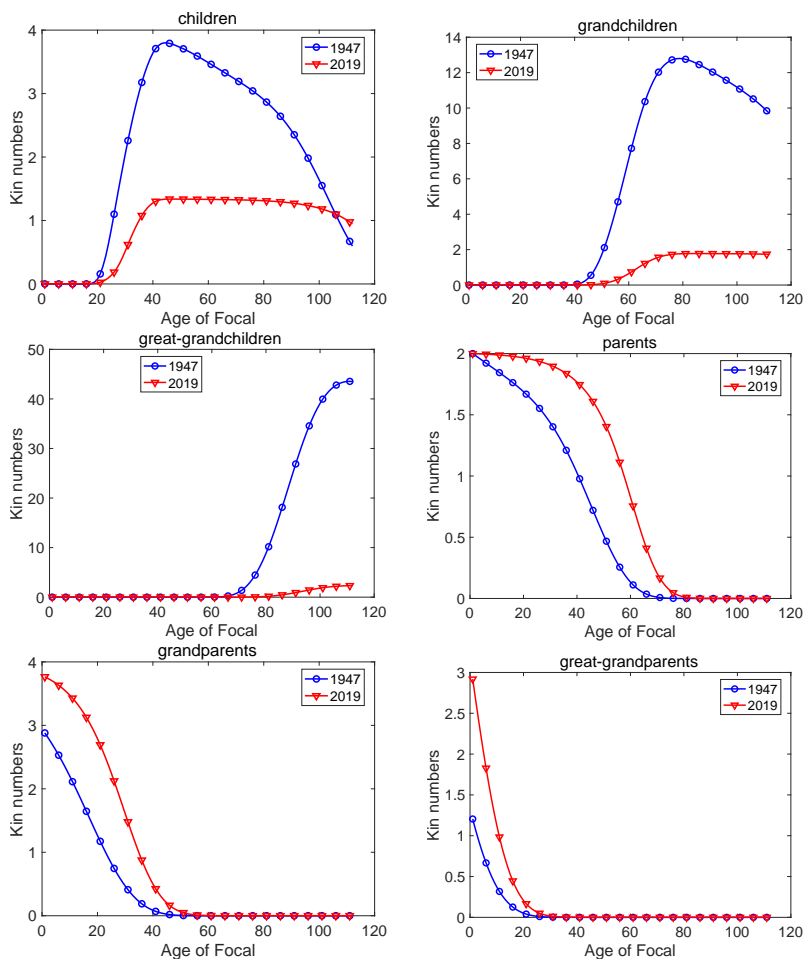 children
Kin numbers
4
3
2
1
0
0 20 40 60 80 100 120
Age of Focal
1947
2019
grandchildren
Kin numbers
14
12
10
8
6
4
2
0
0 20 40 60 80 100 120
Age of Focal
1947
2019
great-grandchildren
Kin numbers
50
40
30
20
10
0
0 20 40 60 80 100 120
Age of Focal
1947
2019
parents
Kin numbers
2
1.5
1
0.5
0
0 20 40 60 80 100 120
Age of Focal
1947
2019
grandparents
Kin numbers
4
3
2
1
0
0 20 40 60 80 100 120
Age of Focal
1947
2019
great-grandparents
Kin numbers
3
2.5
2
1.5
1
0.5
0
0 20 40 60 80 100 120
Age of Focal
1947
2019